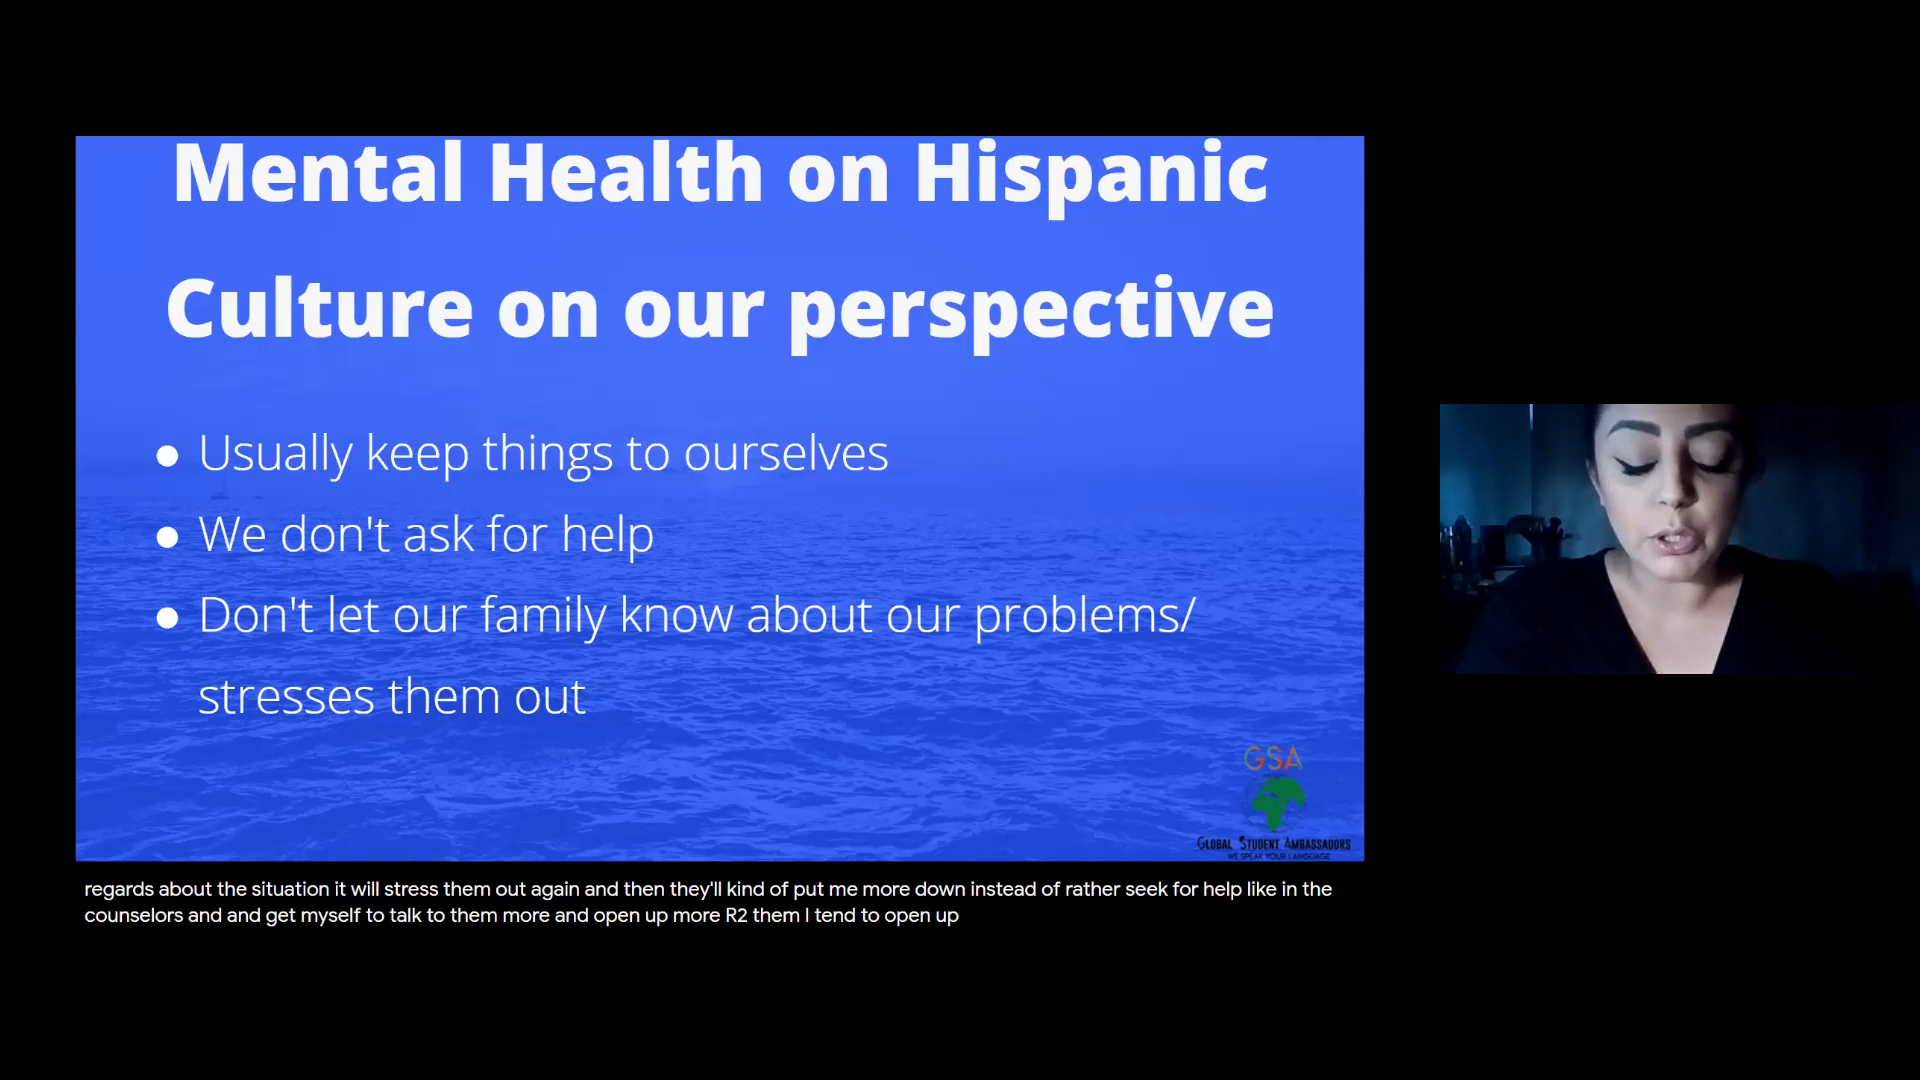 Mental Health on Hispanic
Culture on our perspective
● Usually keep things to ourselves
● We don't ask for help
● Don't let our family know about our problems/
stresses them out
GSA
GLOBAL STUDENT AMBASSADORS
WE SPEAK YOUR LANGUAGE
regards about the situation it will stress them out again and then they'll kind of put me more down instead of rather seek for help like in the
counselors and and get myself to talk to them more and open up more R2 them I tend to open up